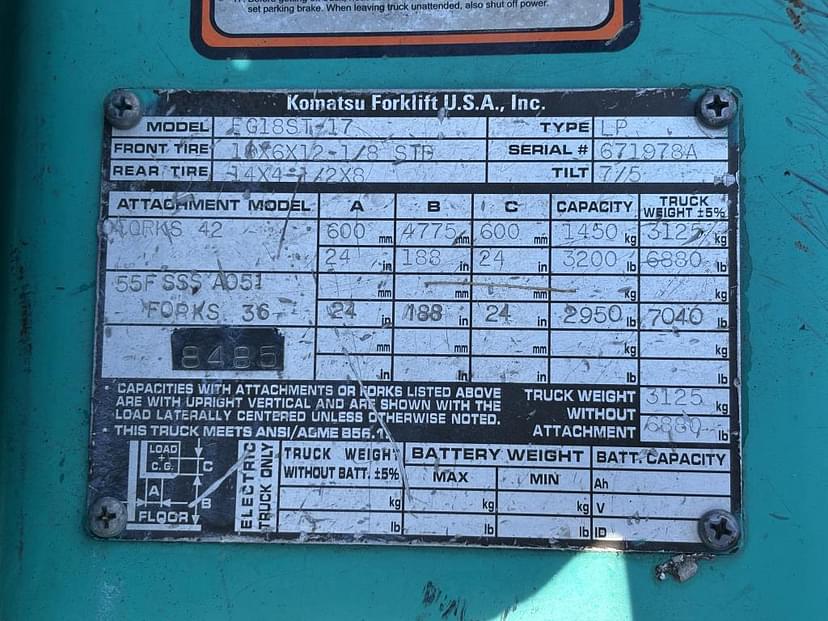 set parking brake. When leaving truck unattended, also shut off power.
Komatsu Forklift U.S.A., Inc.
MODEL FG18ST-17 TYPE LP
FRONT TIRE 16X6X12-1/8 STD SERIAL # 671978A
REAR TIRE 14X4-1/2X8 TILT 7/5
ATTACHMENT MODEL A B C CAPACITY TRUCK WEIGHT ±5%
FORKS 42 600 mm 4775 mm 600 mm 1450 kg 3125 kg
24 in 188 in 24 in 3200 lb 6880 lb
55F SSS A051 mm mm mm kg kg
FORKS 36 24 in 188 in 24 in 2950 lb 7040 lb
mm mm mm kg kg
8485
in in in lb lb
• CAPACITIES WITH ATTACHMENTS OR FORKS LISTED ABOVE
ARE WITH UPRIGHT VERTICAL AND ARE SHOWN WITH THE
LOAD LATERALLY CENTERED UNLESS OTHERWISE NOTED.
• THIS TRUCK MEETS ANSI/ASME B56.1.
TRUCK WEIGHT 3125 kg
WITHOUT
ATTACHMENT 6880 lb
LOAD
C.G.
C
A
B
FLOOR
ELECTRIC
TRUCK ONLY
TRUCK WEIGHT BATTERY WEIGHT BATT. CAPACITY
WITHOUT BATT. ±5% MAX MIN Ah
kg kg kg V
lb lb lb ID